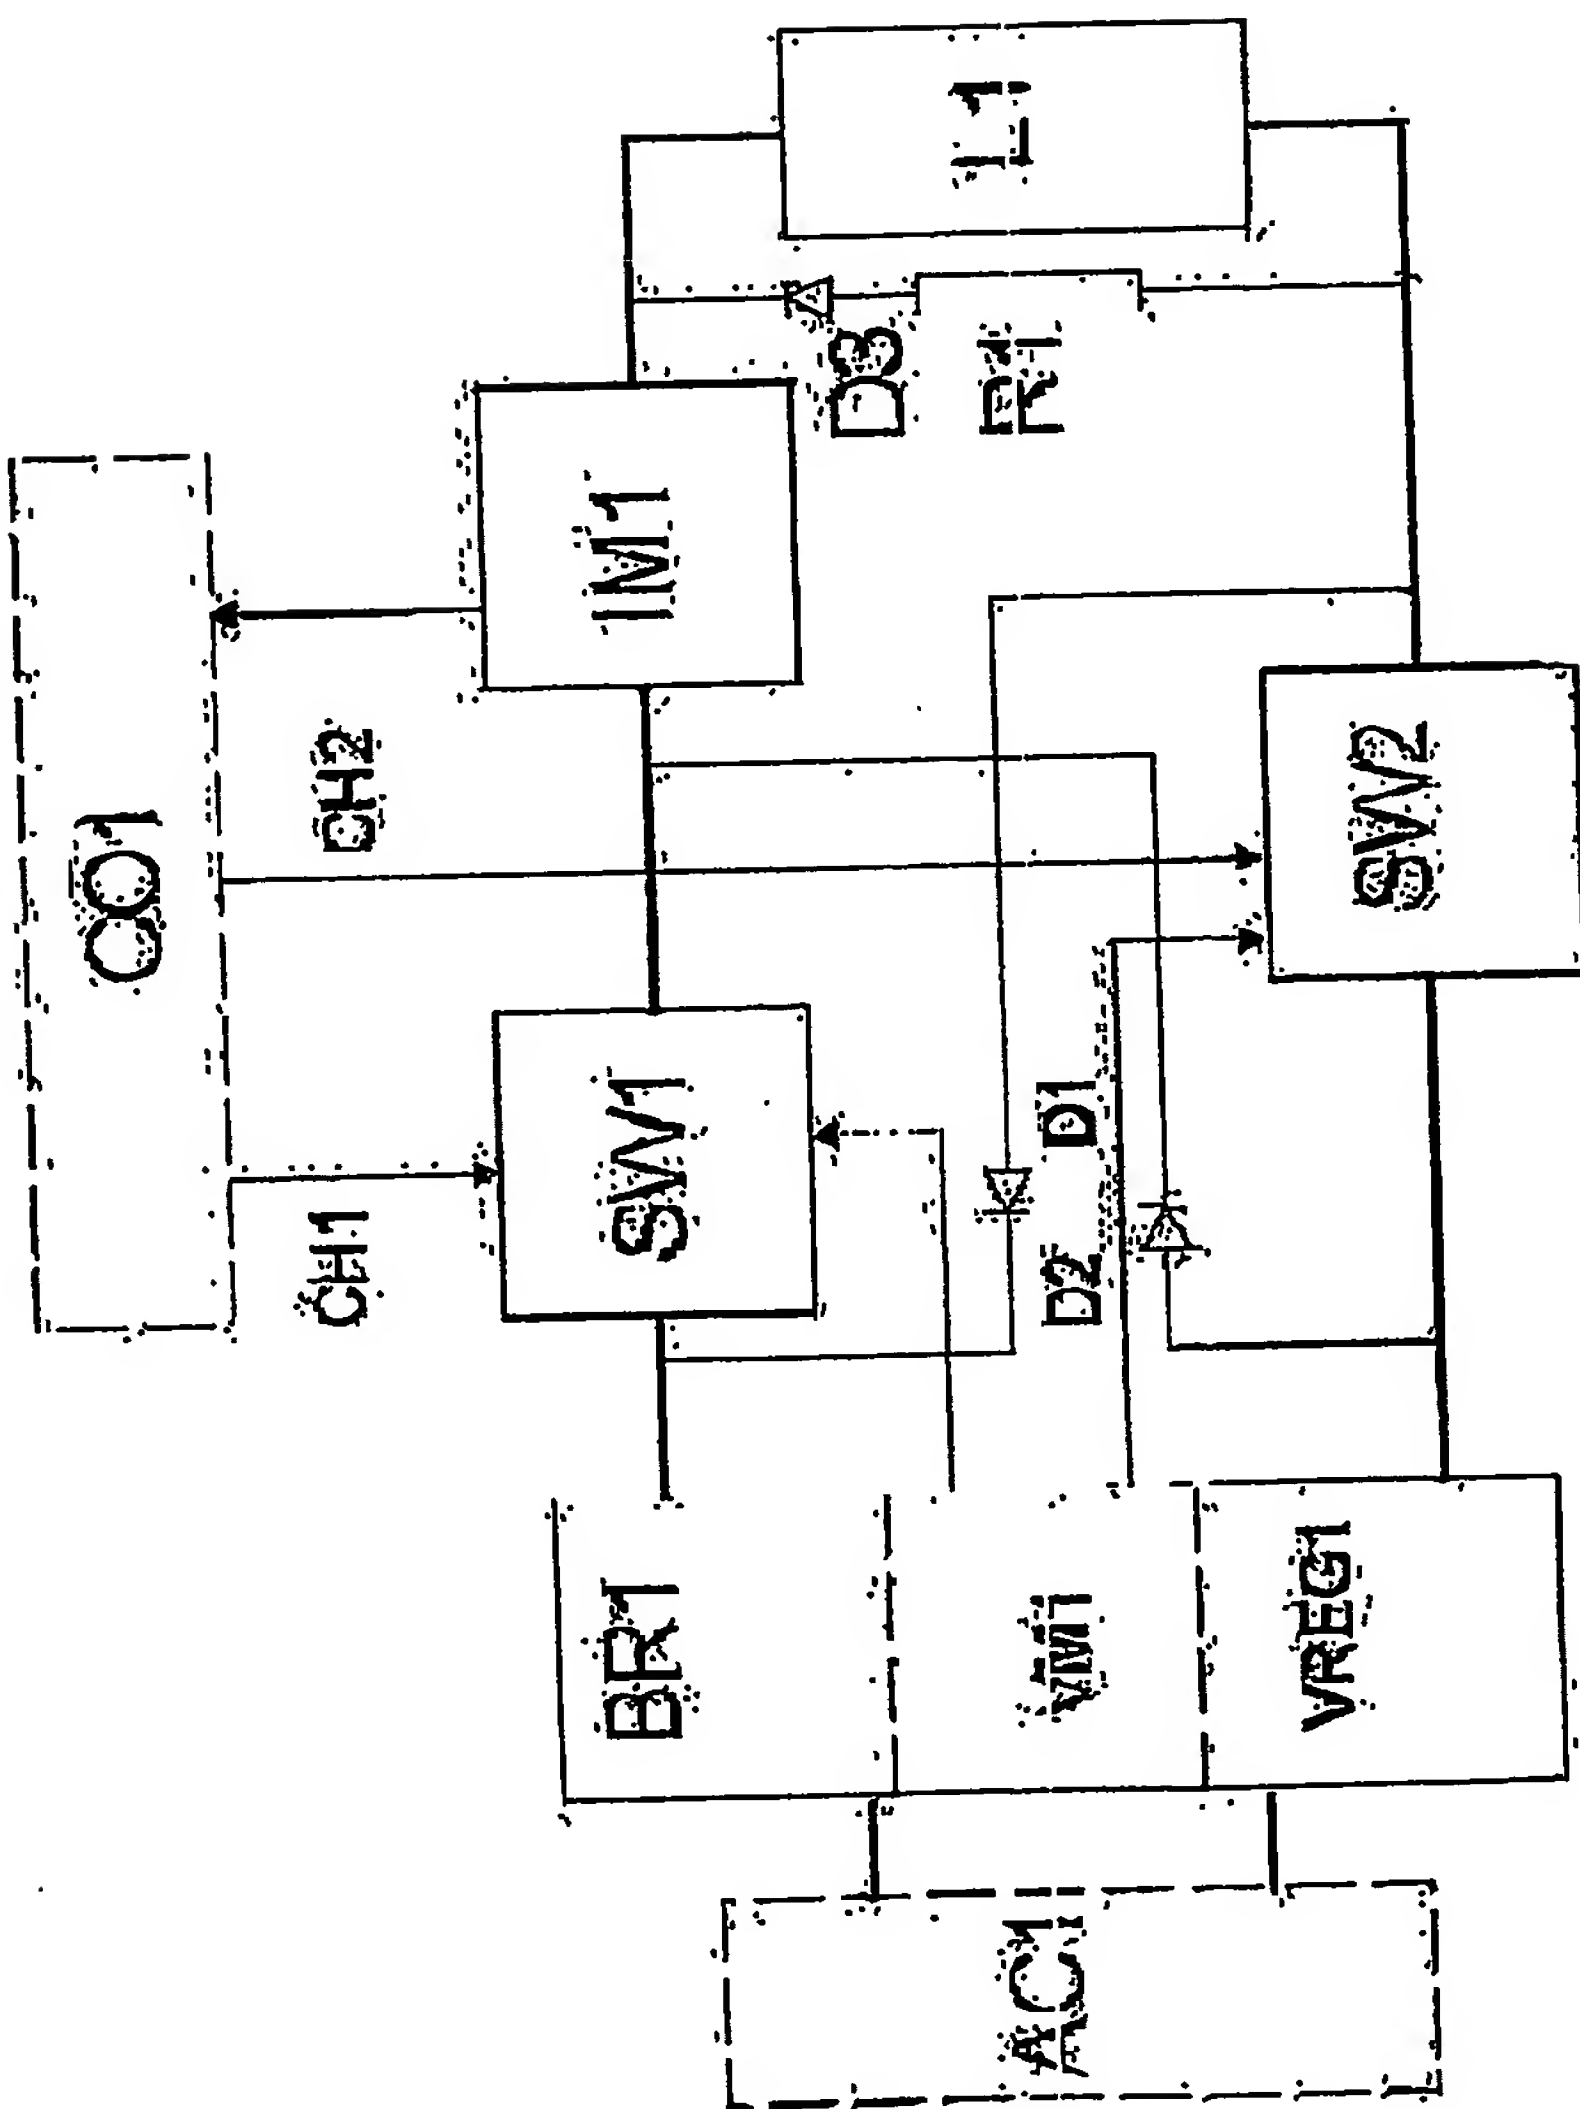 CO1
CH1
CH2
BR1
SW1
IM1
AC1
VM1
D2
D1
D3
L1
R1
VREG1
SW2